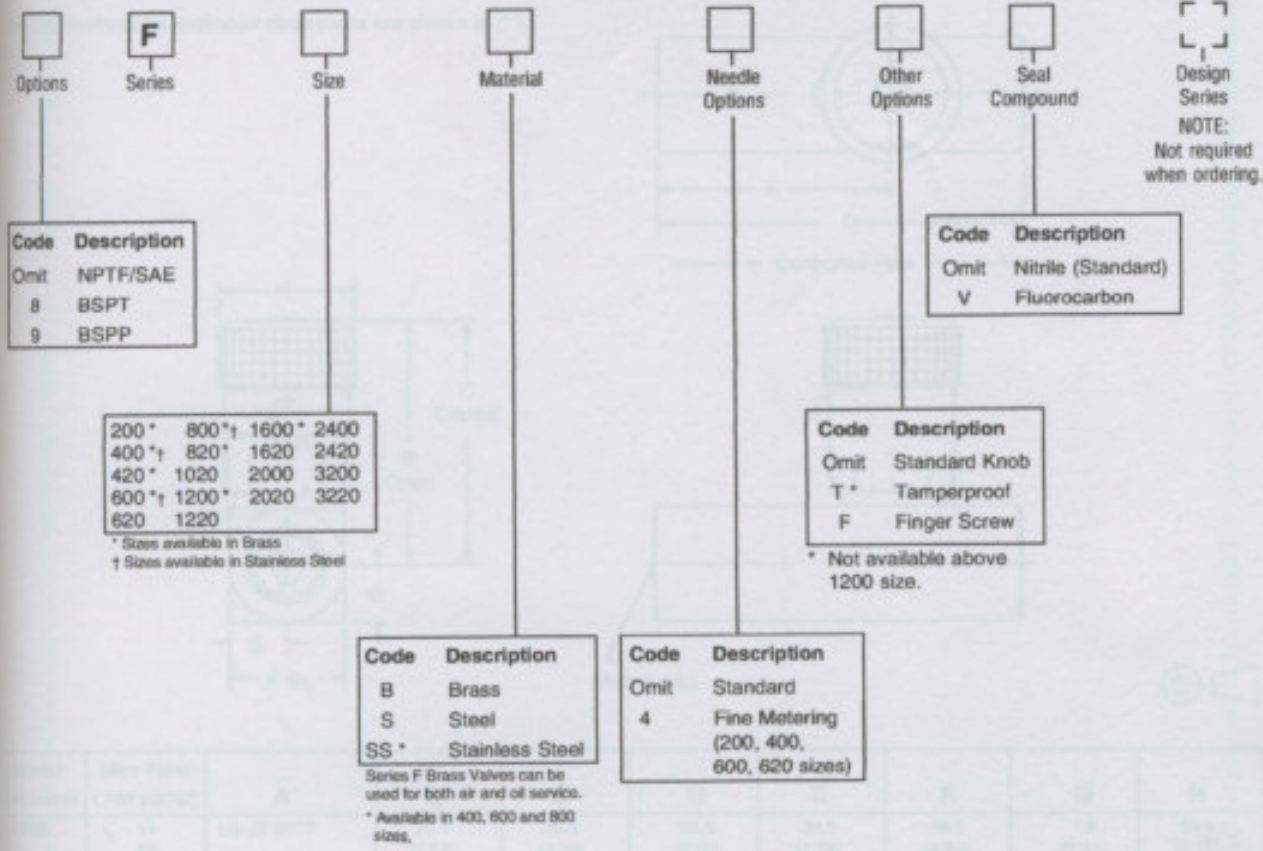 F
Options
Series
Size
Material
Needle
Options
Other
Options
Seal
Compound
Design
Series
NOTE:
Not required
when ordering.
Code Description
Omit NPTF/SAE
8 BSPT
9 BSPP
Code Description
Omit Nitrile (Standard)
V Fluorocarbon
200 * 800 *† 1600 * 2400
400 *† 820 * 1620 2420
420 * 1020 2000 3200
600 *† 1200 * 2020 3220
620 1220
* Sizes available in Brass
† Sizes available in Stainless Steel
Code Description
Omit Standard Knob
T * Tamperproof
F Finger Screw
* Not available above
1200 size.
Code Description
B Brass
S Steel
SS * Stainless Steel
Series F Brass Valves can be
used for both air and oil service.
* Available in 400, 600 and 800
sizes.
Code Description
Omit Standard
4 Fine Metering
(200, 400,
600, 620 sizes)